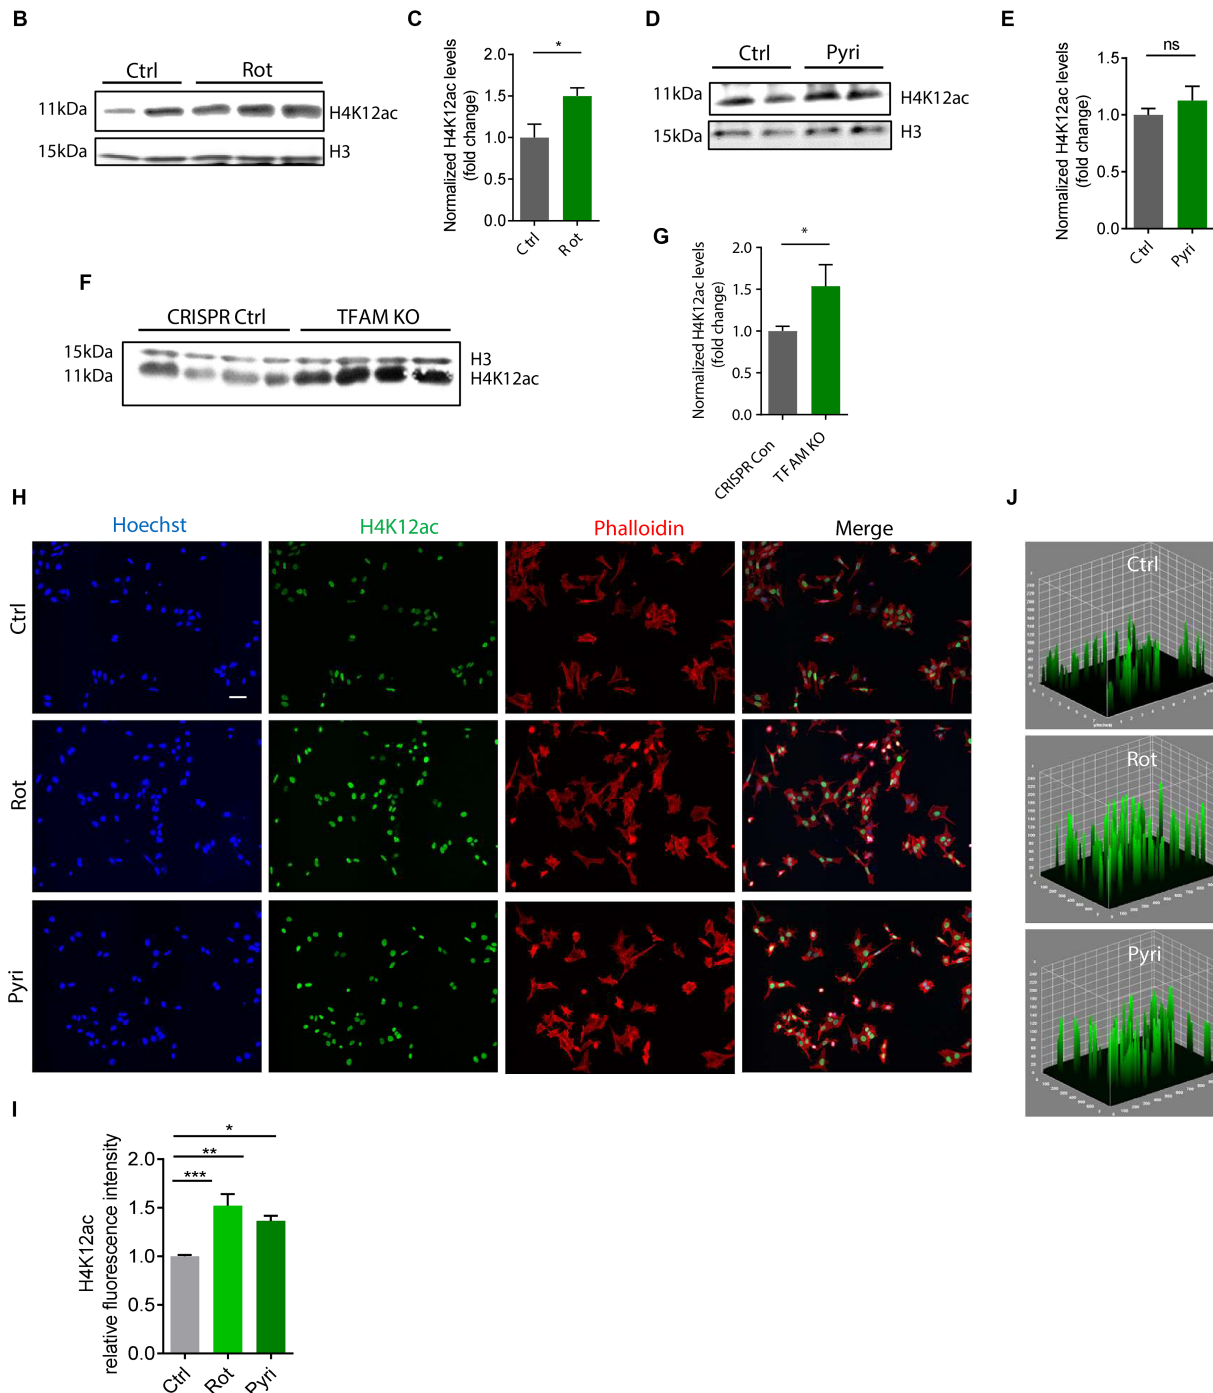 B
Ctrl
Rot
11kDa
H4K12ac
15kDa
H3
C
Normalized H4K12ac levels
(fold change)
2.0
1.5
1.0
0.5
0.0
*
Ctrl
Rot
D
Ctrl
Pyri
11kDa
H4K12ac
15kDa
H3
E
Normalized H4K12ac levels
(fold change)
1.5
1.0
0.5
0.0
ns
Ctrl
Pyri
F
CRISPR Ctrl
TFAM KO
15kDa
H3
11kDa
H4K12ac
G
Normalized H4K12ac levels
(fold change)
2.0
1.5
1.0
0.5
0.0
*
CRISPR Con
TFAM KO
H
Hoechst
H4K12ac
Phalloidin
Merge
Ctrl
Rot
Pyri
J
Ctrl
Rot
Pyri
I
H4K12ac
relative fluorescence intensity
2.0
1.5
1.0
0.5
0.0
*
**
***
Ctrl
Rot
Pyri